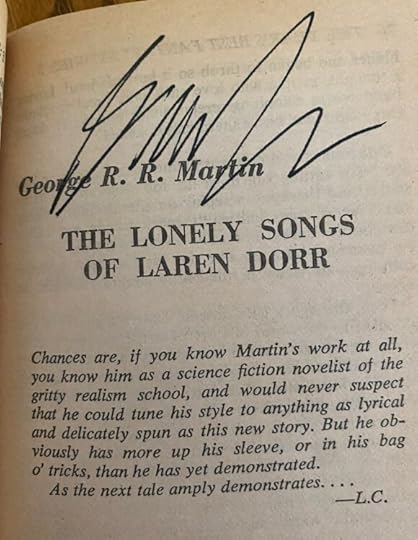 George R. R. Martin
THE LONELY SONGS
OF LAREN DORR
Chances are, if you know Martin's work at all,
you know him as a science fiction novelist of the
gritty realism school, and would never suspect
that he could tune his style to anything as lyrical
and delicately spun as this new story. But he ob-
viously has more up his sleeve, or in his bag
o' tricks, than he has yet demonstrated.
As the next tale amply demonstrates. . . .
—L.C.